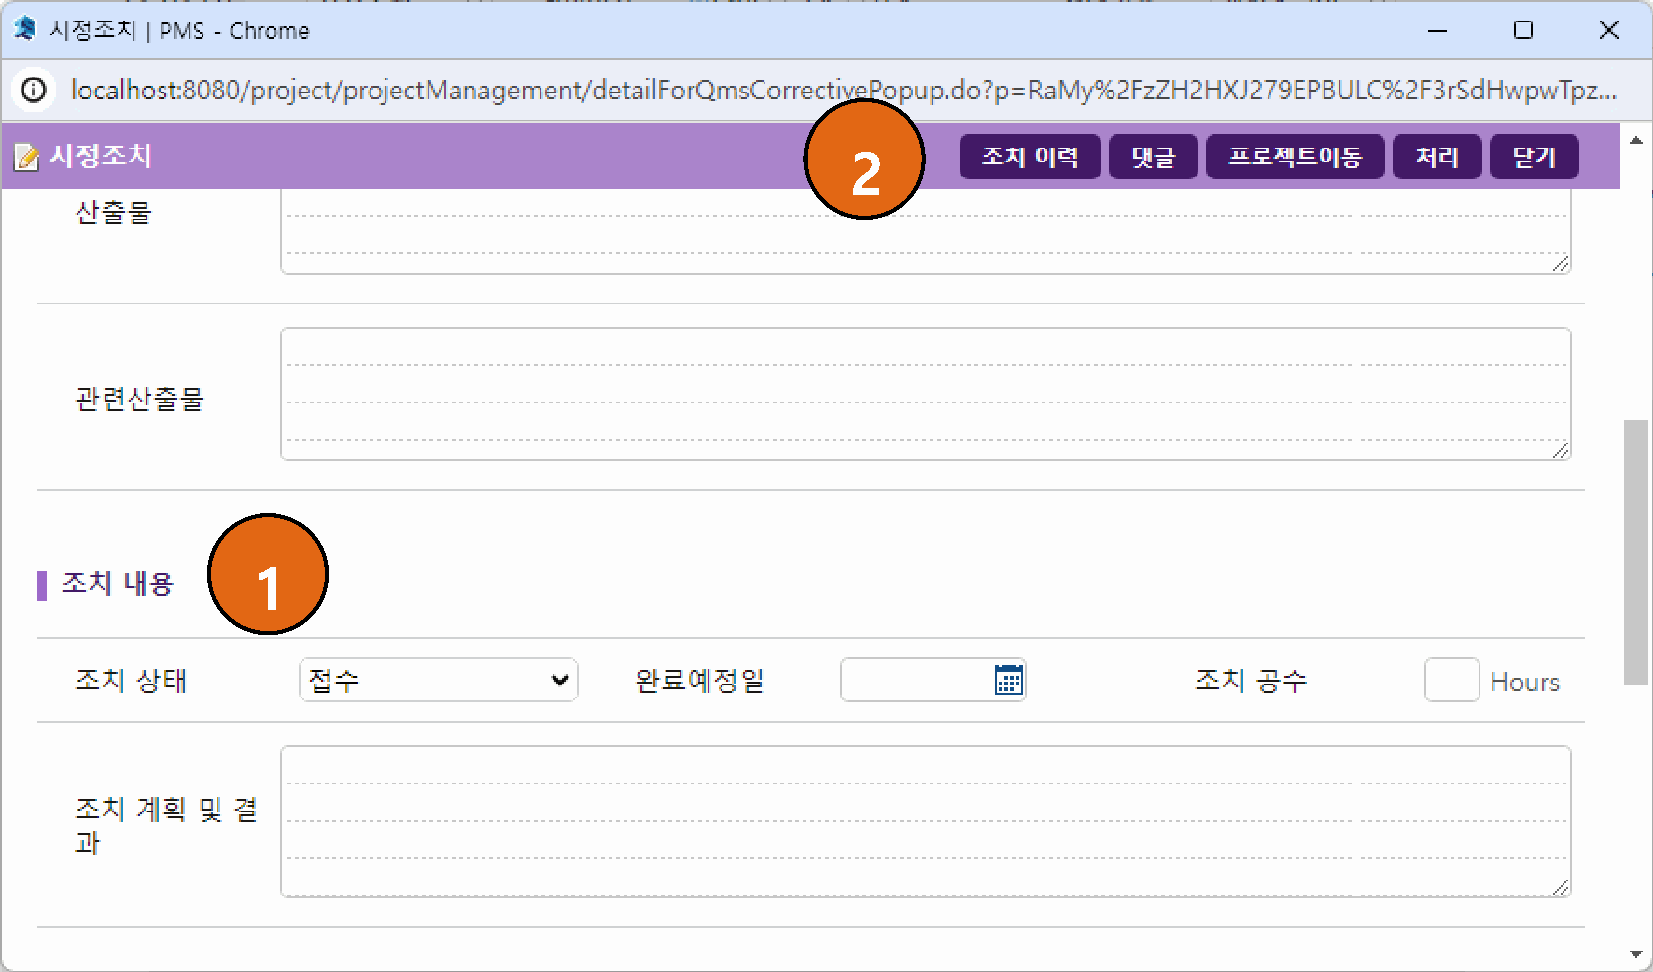 시정조치 | PMS - Chrome
localhost:8080/project/projectManagement/detailForQmsCorrectivePopup.do?p=RaMy%2FzZH2HXJ279EPBULC%2F3rSdHwpwTpz...
시정조치
2
조치 이력 댓글 프로젝트이동 처리 닫기
산출물
관련산출물
조치 내용
1
조치 상태 접수 완료예정일 조치 공수 Hours
조치 계획 및 결
과